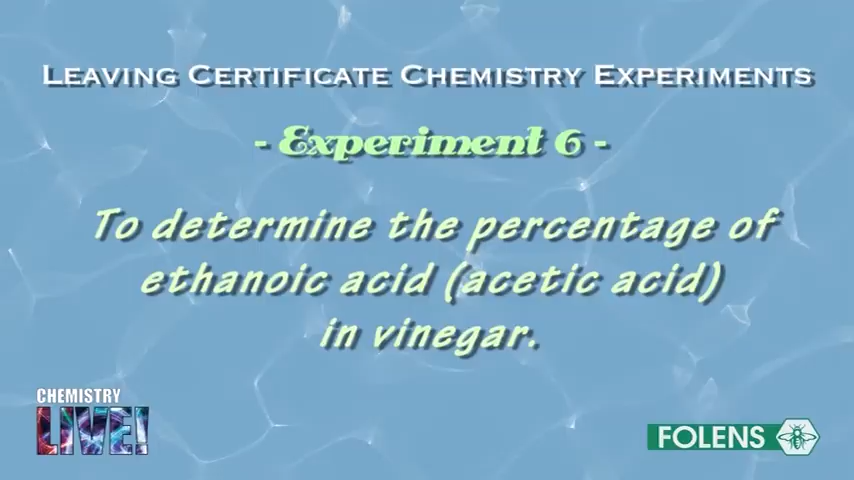 Leaving Certificate Chemistry Experiments
- Experiment 6 -
To determine the percentage of
ethanoic acid (acetic acid)
in vinegar.
CHEMISTRY
LIVE!
FOLENS